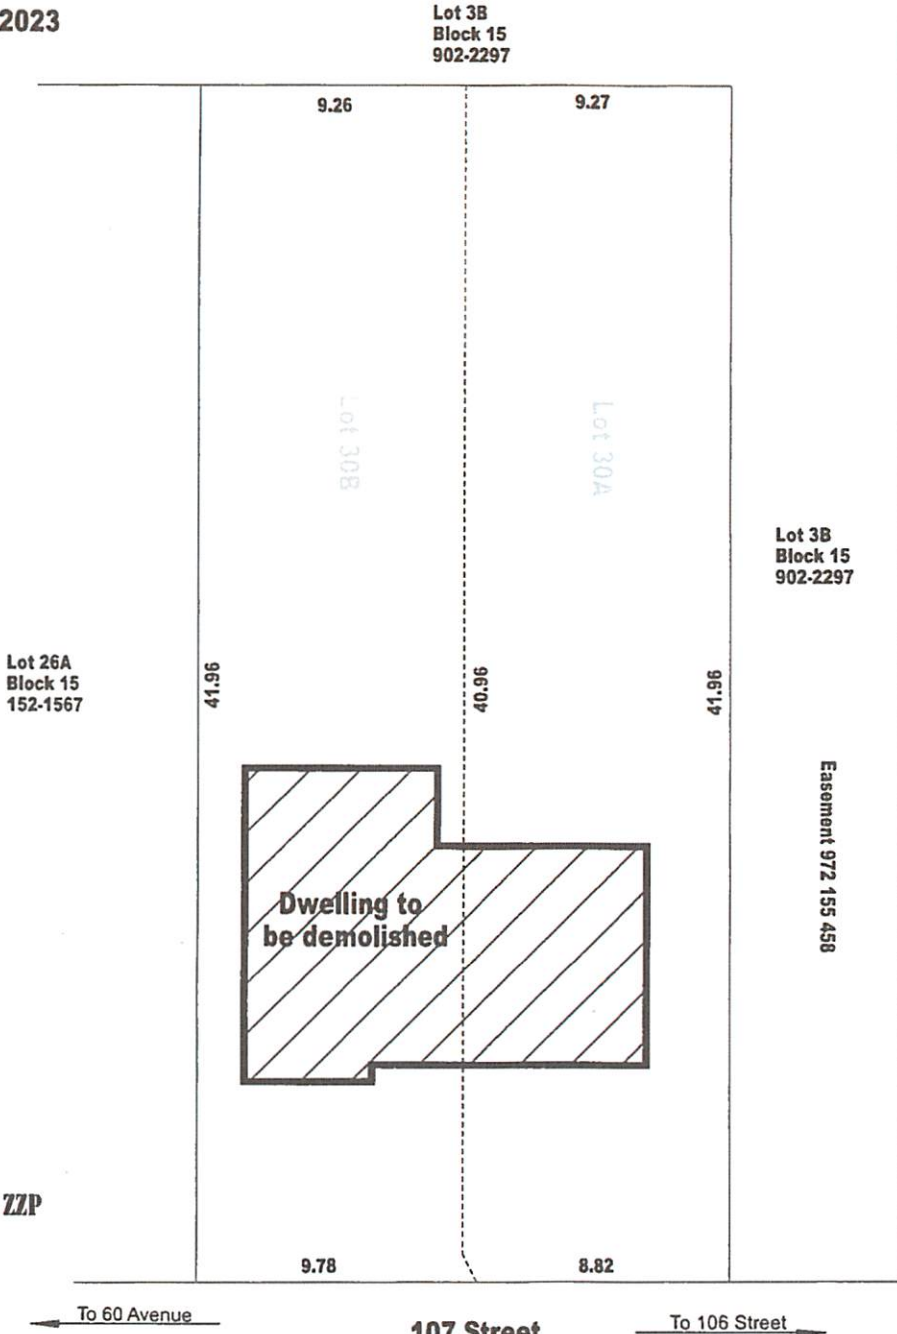 2023
Lot 3B
Block 15
902-2297
9.26
9.27
Lot 30B
Lot 30A
Lot 3B
Block 15
902-2297
Lot 26A
Block 15
152-1567
41.96
40.96
41.96
Easement 972 155 458
Dwelling to
be demolished
ZZP
9.78
8.82
To 60 Avenue
107 Street
To 106 Street